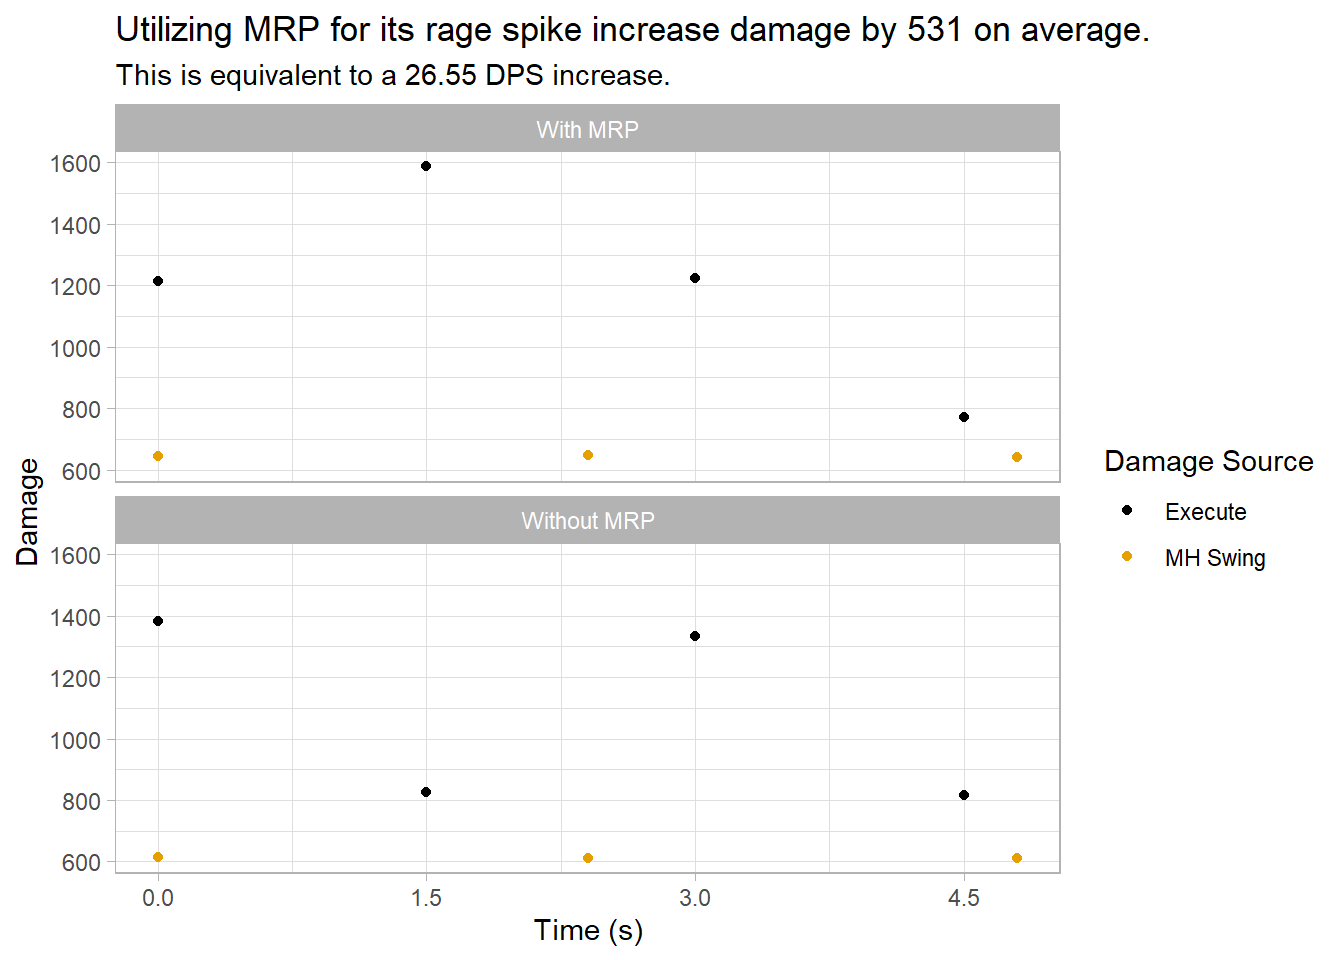 Utilizing MRP for its rage spike increase damage by 531 on average.
This is equivalent to a 26.55 DPS increase.
With MRP
1600
1400
1200
1000
800
600
Without MRP
1600
1400
1200
1000
800
600
0.0 1.5 3.0 4.5
Time (s)
Damage
Damage Source
Execute
MH Swing